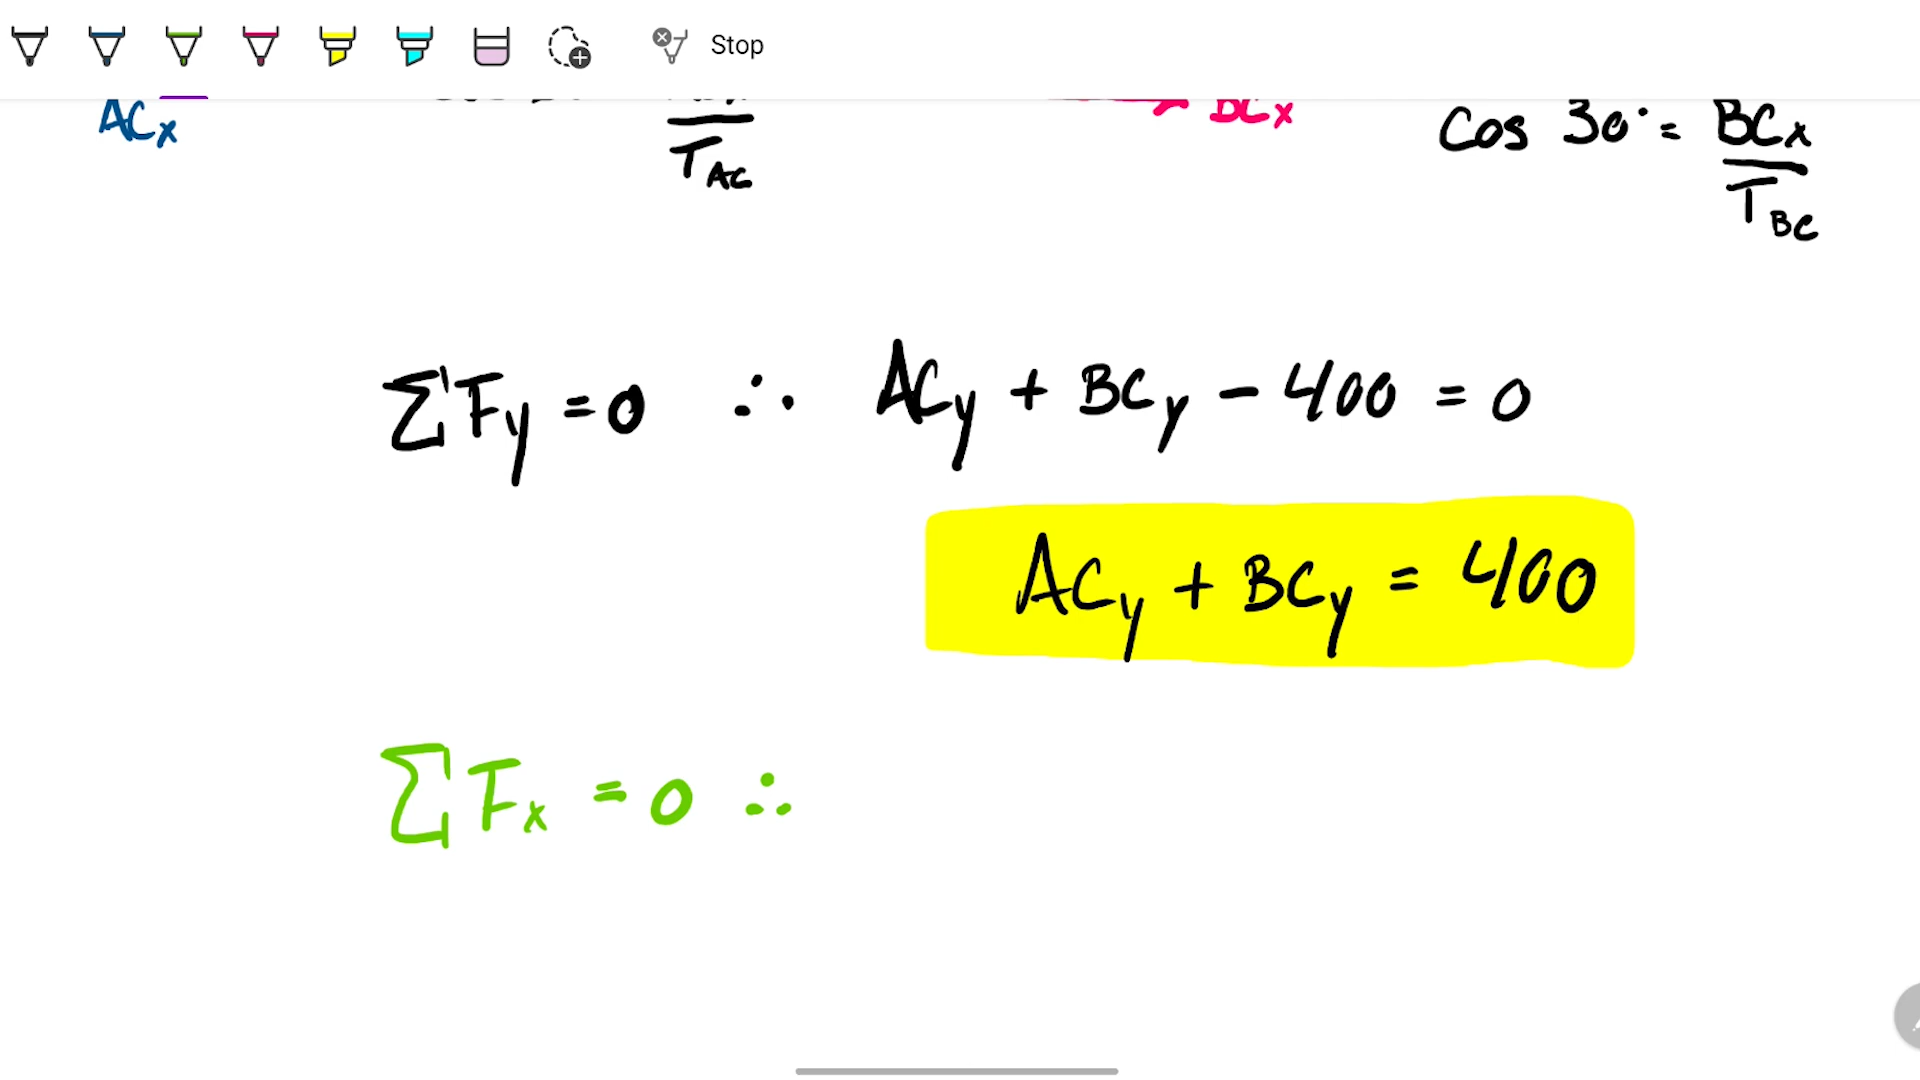 Stop
ACx
BCx
Cos 30° = BCx / TBC
TAC
ΣFy = 0 ∴ ACy + BCy - 400 = 0
ACy + BCy = 400
ΣFx = 0 ∴